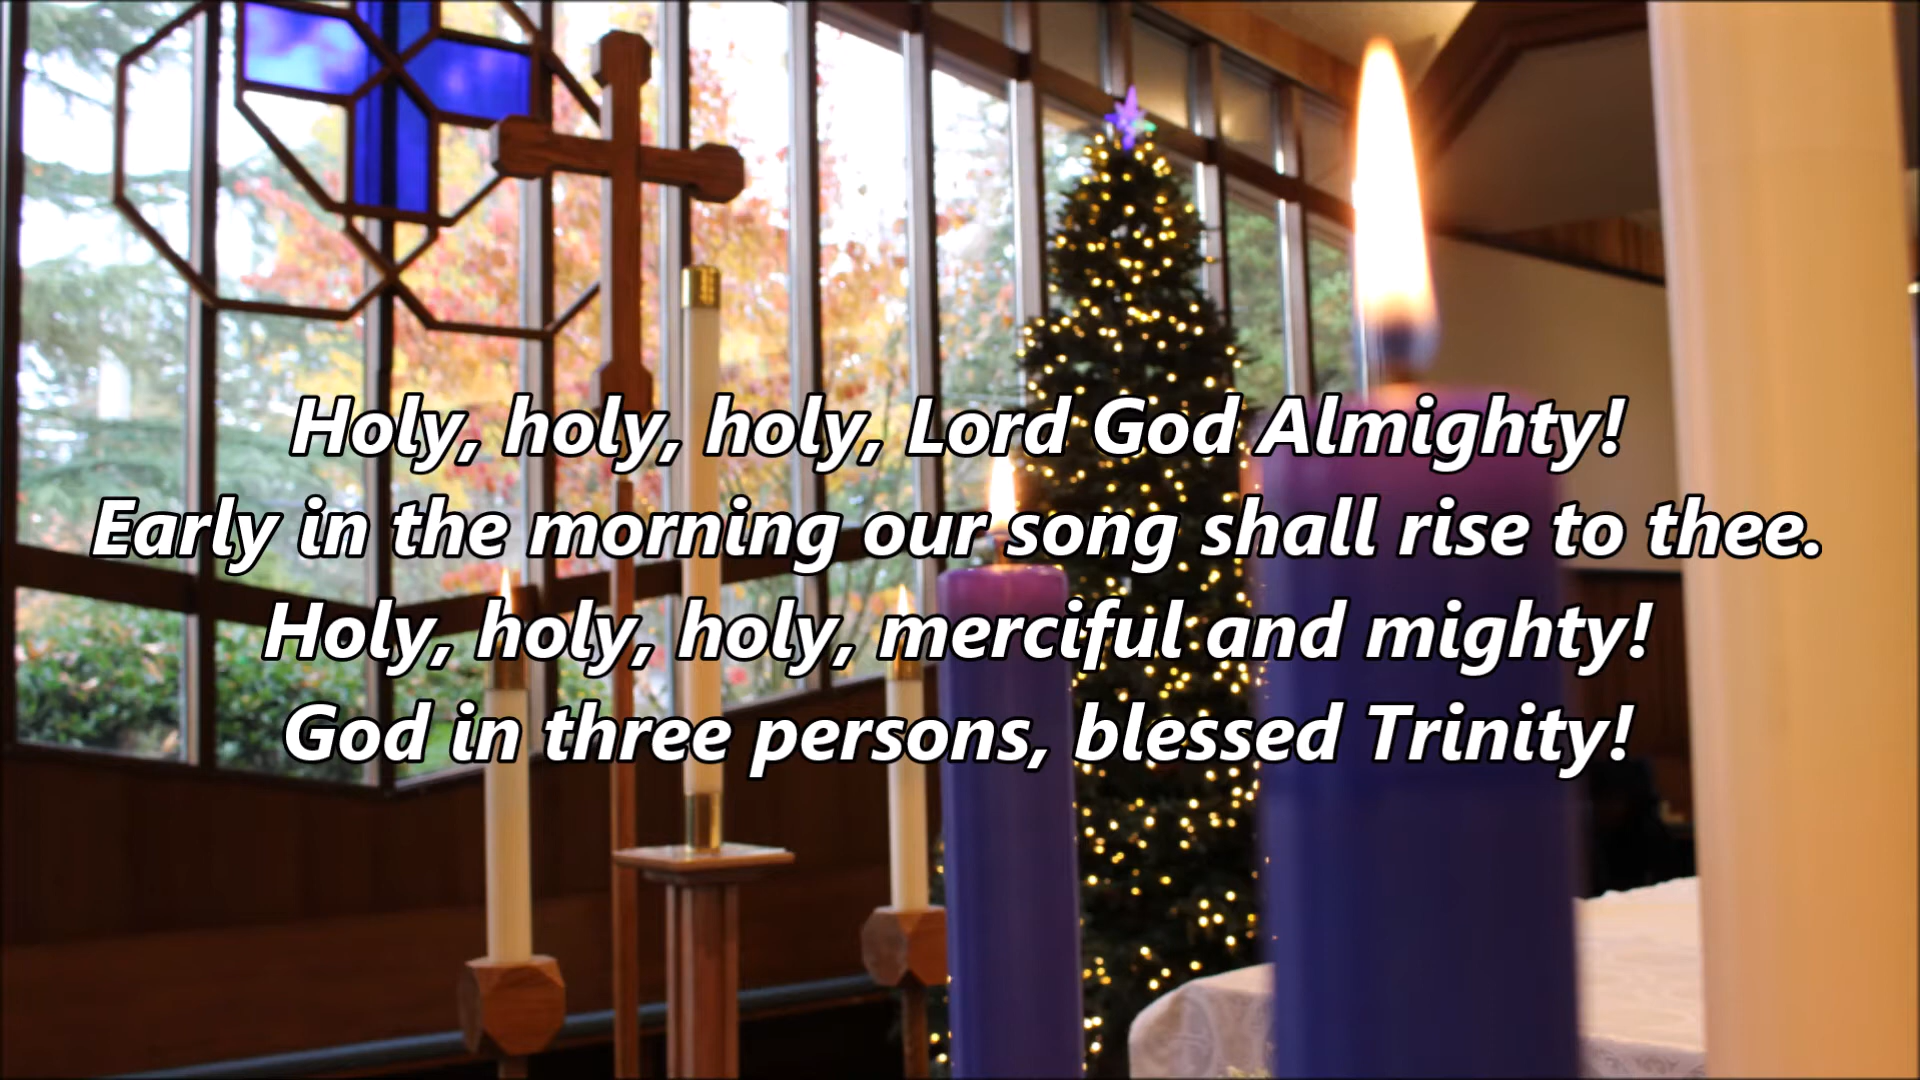 Holy, holy, holy, Lord God Almighty!
Early in the morning our song shall rise to thee.
Holy, holy, holy, merciful and mighty!
God in three persons, blessed Trinity!